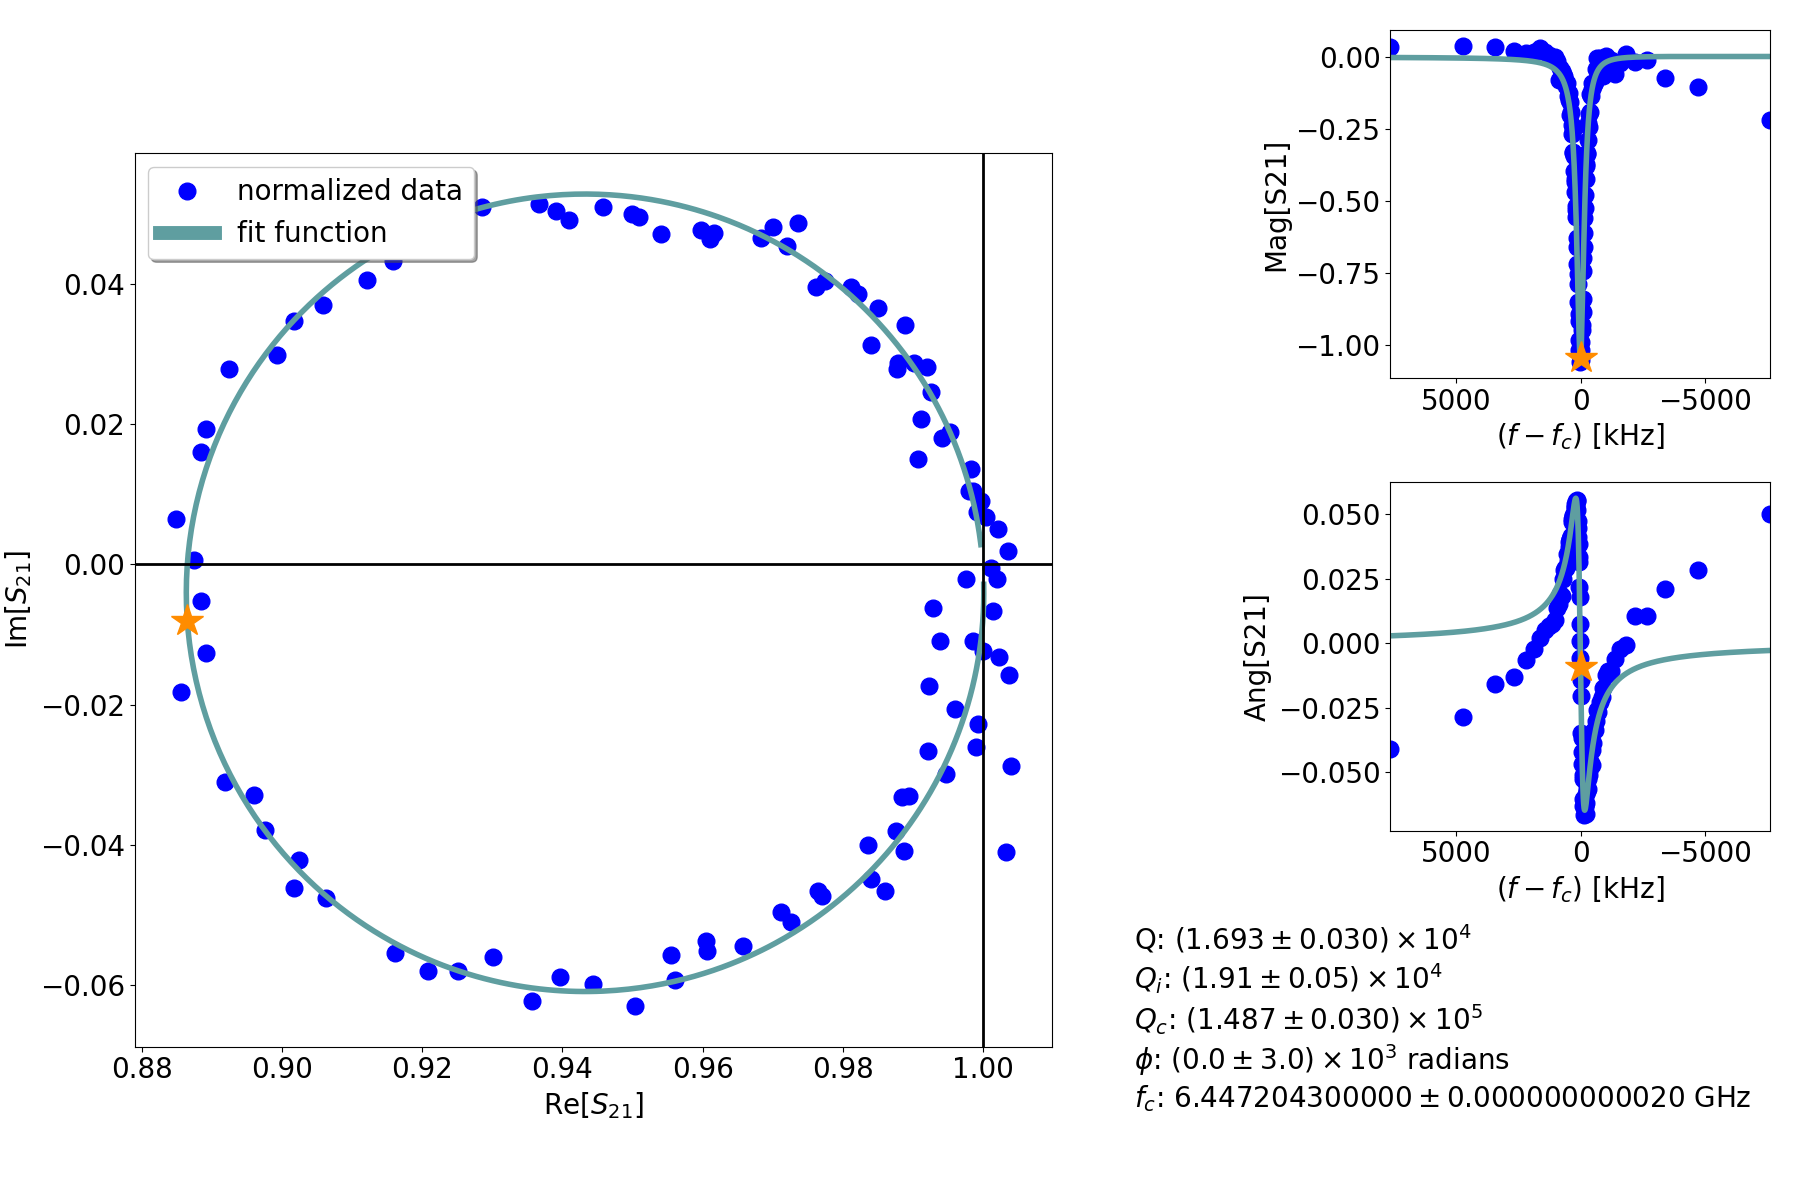 normalized data
fit function
0.04
0.02
0.00
−0.02
−0.04
−0.06
Im[S21]
0.88 0.90 0.92 0.94 0.96 0.98 1.00
Re[S21]
0.00
−0.25
−0.50
−0.75
−1.00
Mag[S21]
5000 0 −5000
(f − fc) [kHz]
0.050
0.025
0.000
−0.025
−0.050
Ang[S21]
5000 0 −5000
(f − fc) [kHz]
Q: (1.693 ± 0.030) × 10^4
Qi: (1.91 ± 0.05) × 10^4
Qc: (1.487 ± 0.030) × 10^5
ϕ: (0.0 ± 3.0) × 10^3 radians
fc: 6.447204300000 ± 0.000000000020 GHz